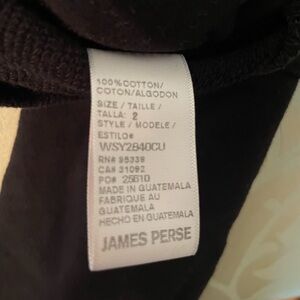 100% COTTON/
COTON/ALGODON
SIZE / TAILLE /
TALLA: 2
STYLE / MODELE /
ESTILO#
WSY2840CU
RN# 95339
CA# 31092
PO# 25610
MADE IN GUATEMALA
FABRIQUE AU
GUATEMALA
HECHO EN GUATEMALA
JAMES PERSE